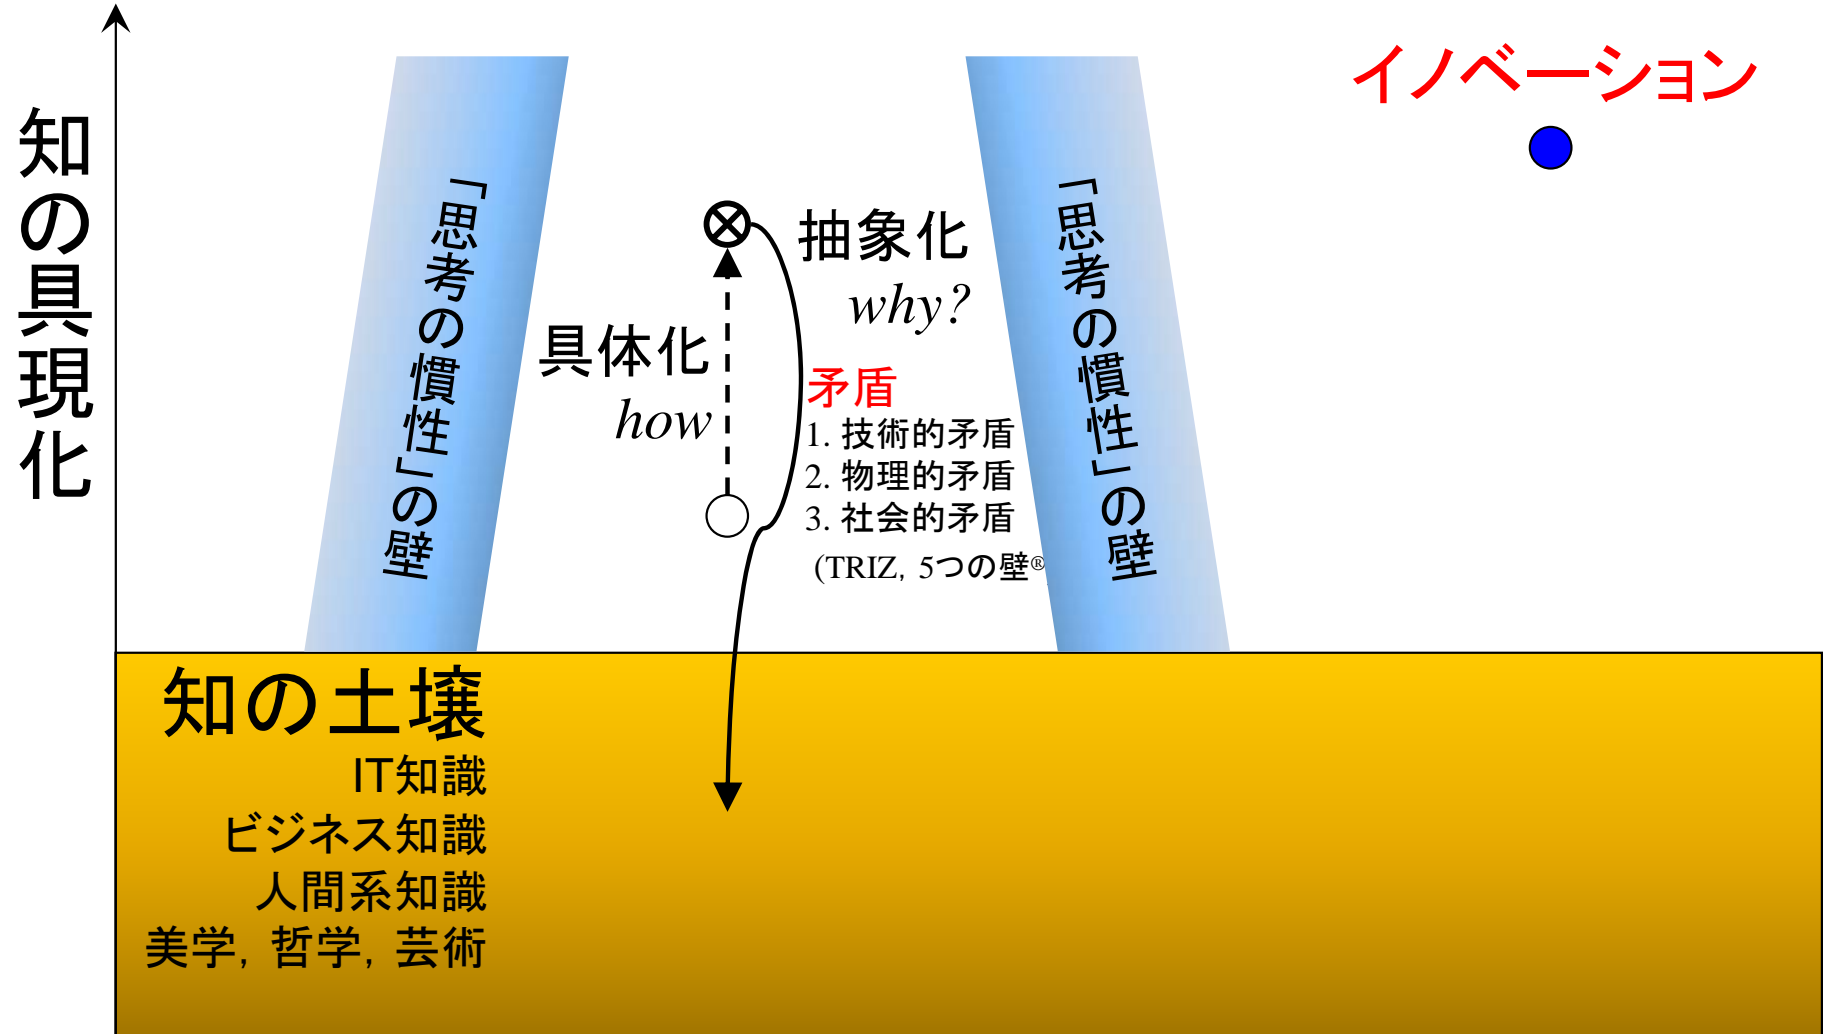 イノベーション
知の具現化
「思考の慣性」の壁
抽象化
why?
具体化
how
矛盾
1. 技術的矛盾
2. 物理的矛盾
3. 社会的矛盾
(TRIZ, 5つの壁®
「思考の慣性」の壁
知の土壌
IT知識
ビジネス知識
人間系知識
美学, 哲学, 芸術